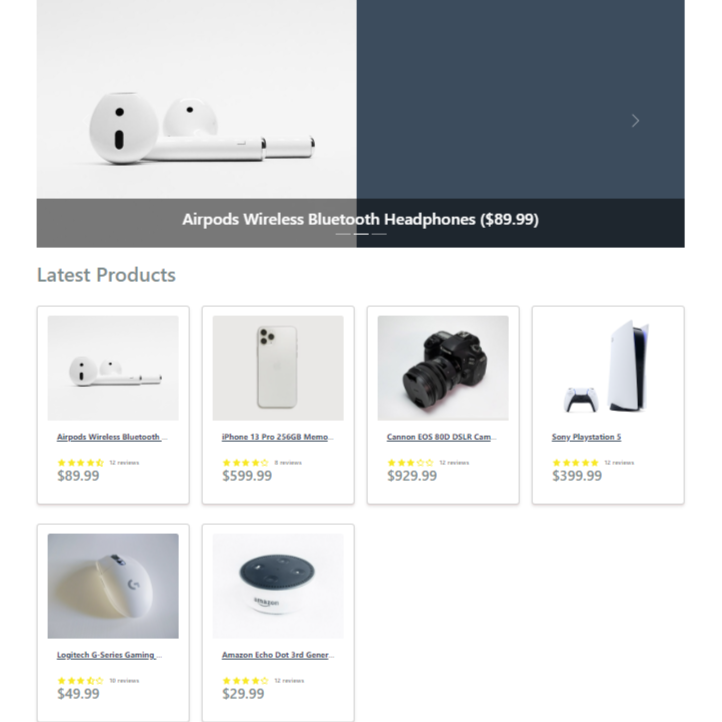 Airpods Wireless Bluetooth Headphones ($89.99)
Latest Products
Airpods Wireless Bluetooth ...
12 reviews
$89.99
iPhone 13 Pro 256GB Memo...
8 reviews
$599.99
Cannon EOS 80D DSLR Cam...
12 reviews
$929.99
Sony Playstation 5
12 reviews
$399.99
Logitech G-Series Gaming ...
10 reviews
$49.99
amazon
Amazon Echo Dot 3rd Gener...
12 reviews
$29.99